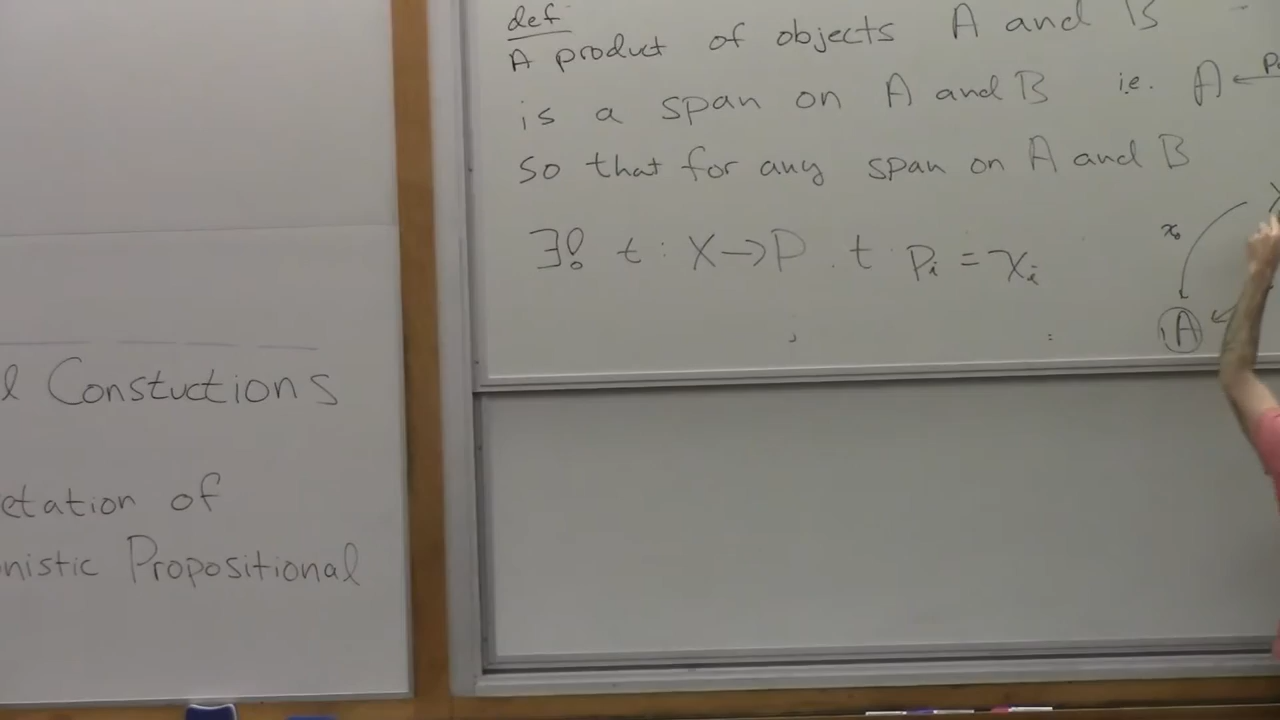 def
A product of objects A and B
is a span on A and B i.e. A ← P
so that for any span on A and B
∃! t : X → P . t · Pi = xi
x₀
A
Constuctions
etation of
nistic Propositional